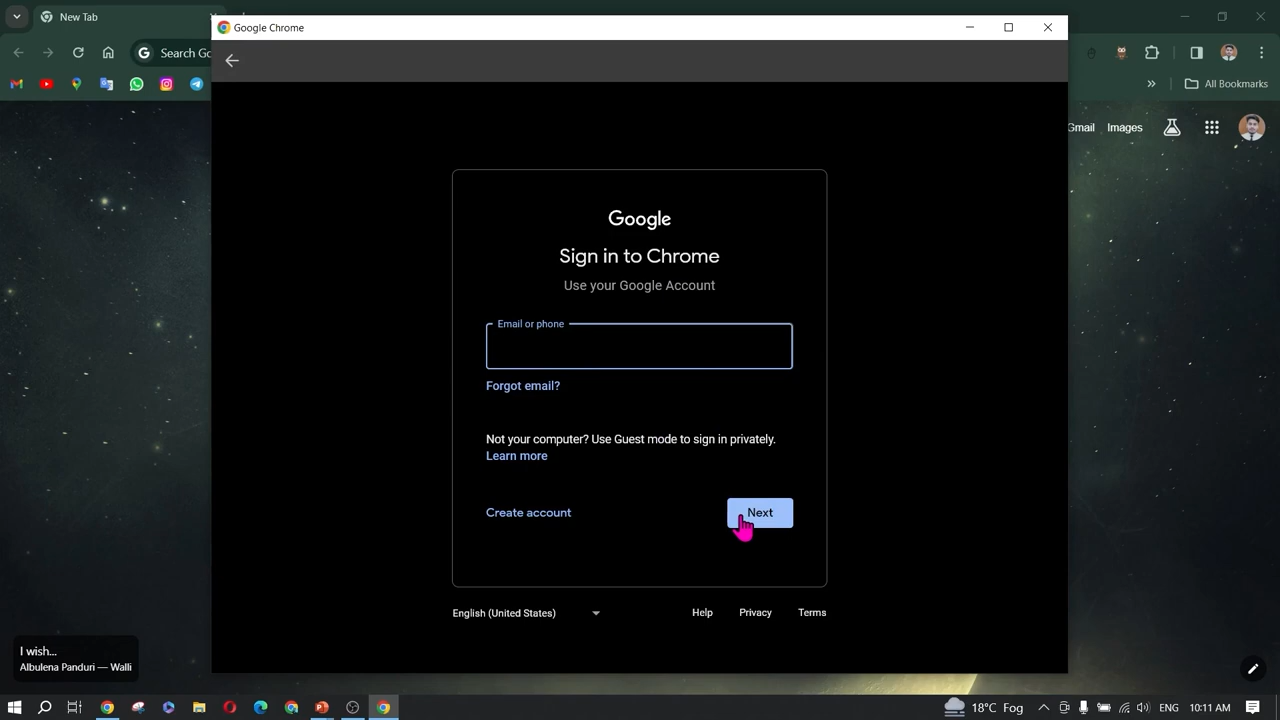 New Tab
Google Chrome
Search Go
All Bookmarks
Gmail
Images
Google
Sign in to Chrome
Use your Google Account
Email or phone
Forgot email?
Not your computer? Use Guest mode to sign in privately.
Learn more
Create account
Next
English (United States)
Help
Privacy
Terms
I wish...
Albulena Panduri — Walli
18°C Fog
ENG
10:11 AM